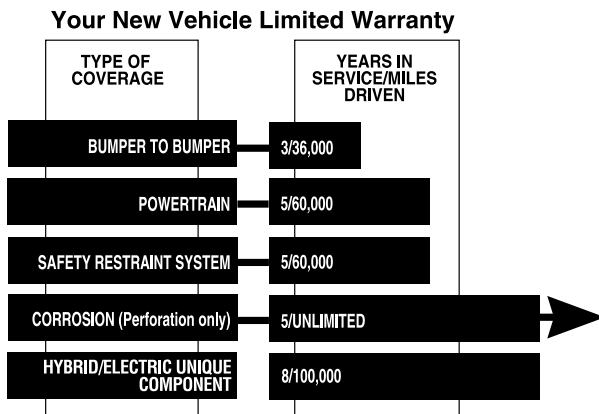 Your New Vehicle Limited Warranty
TYPE OF
COVERAGE
YEARS IN
SERVICE/MILES
DRIVEN
BUMPER TO BUMPER
3/36,000
POWERTRAIN
5/60,000
SAFETY RESTRAINT SYSTEM
5/60,000
CORROSION (Perforation only)
5/UNLIMITED
HYBRID/ELECTRIC UNIQUE
COMPONENT
8/100,000